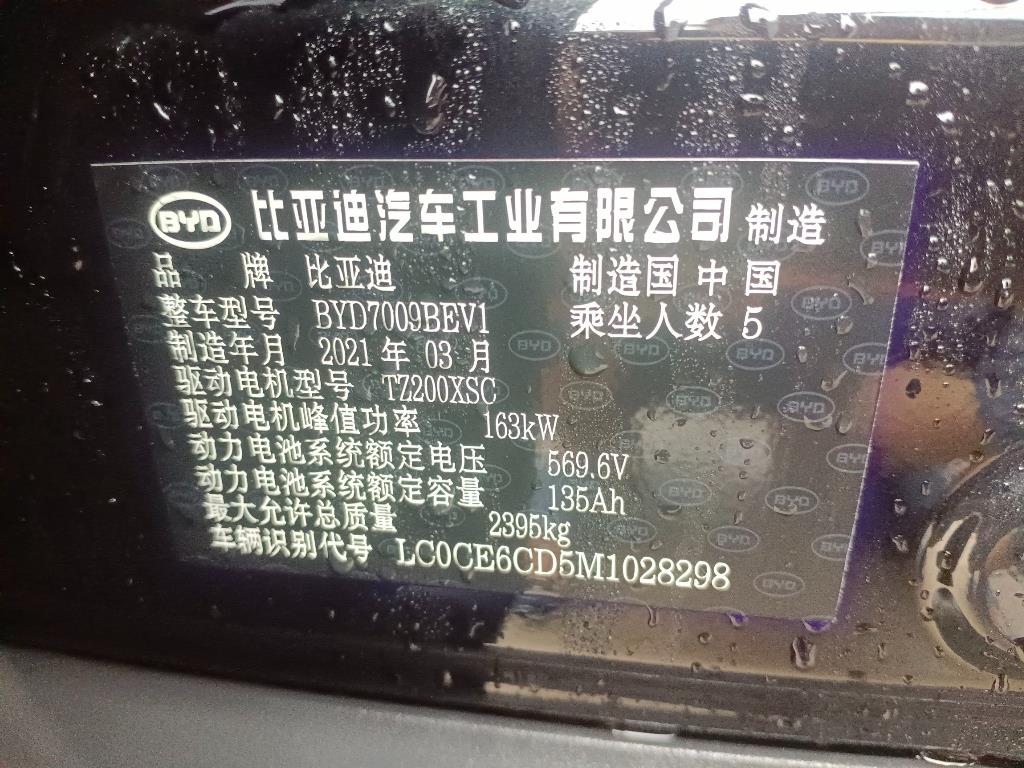 BYD 比亚迪汽车工业有限公司 制造
品 牌 比亚迪 制造国 中 国
整车型号 BYD7009BEV1 乘坐人数 5
制造年月 2021 年 03 月
驱动电机型号 TZ200XSC
驱动电机峰值功率 163kW
动力电池系统额定电压 569.6V
动力电池系统额定容量 135Ah
最大允许总质量 2395kg
车辆识别代号 LC0CE6CD5M1028298